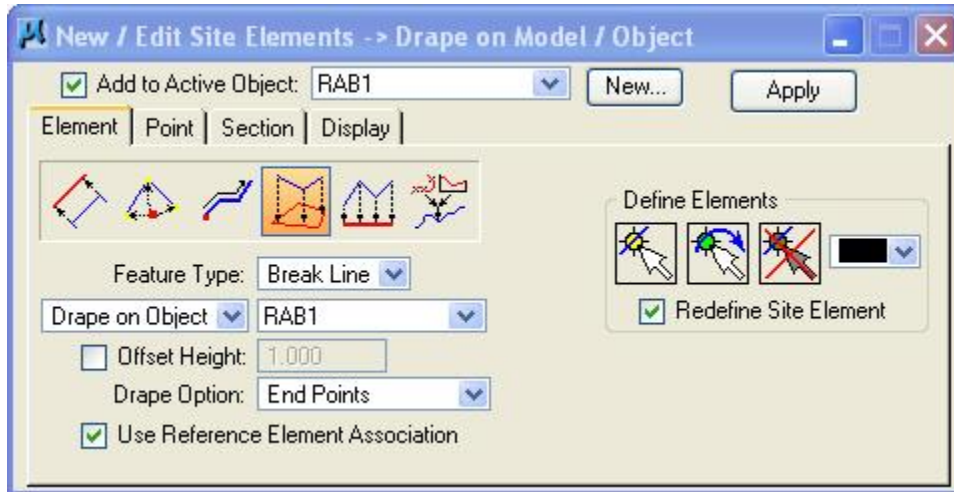 New / Edit Site Elements -> Drape on Model / Object
Add to Active Object: RAB1 New... Apply
Element Point Section Display
Define Elements
Feature Type: Break Line
Drape on Object RAB1
Redefine Site Element
Offset Height: 1.000
Drape Option: End Points
Use Reference Element Association